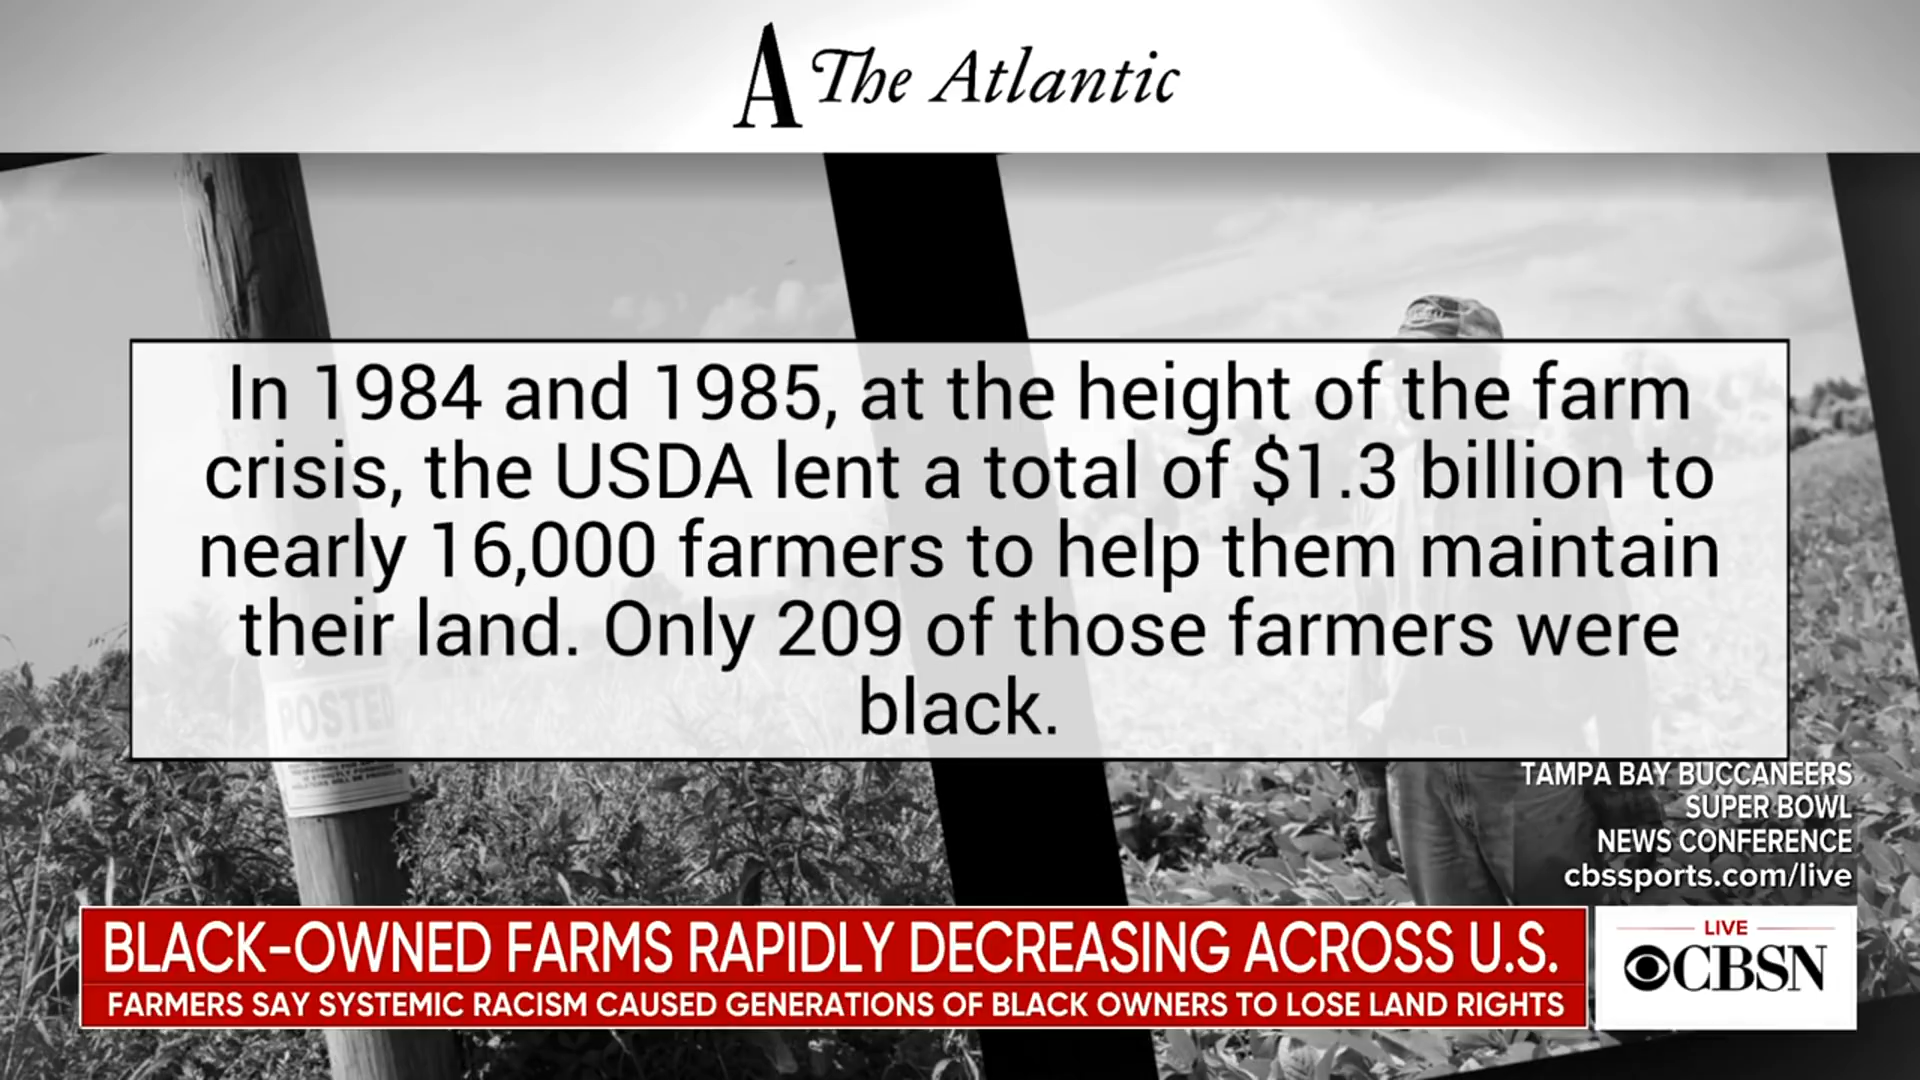 A The Atlantic
In 1984 and 1985, at the height of the farm
crisis, the USDA lent a total of $1.3 billion to
nearly 16,000 farmers to help them maintain
their land. Only 209 of those farmers were
black.
POSTED
TAMPA BAY BUCCANEERS
SUPER BOWL
NEWS CONFERENCE
cbssports.com/live
BLACK-OWNED FARMS RAPIDLY DECREASING ACROSS U.S.
FARMERS SAY SYSTEMIC RACISM CAUSED GENERATIONS OF BLACK OWNERS TO LOSE LAND RIGHTS
LIVE
CBSN